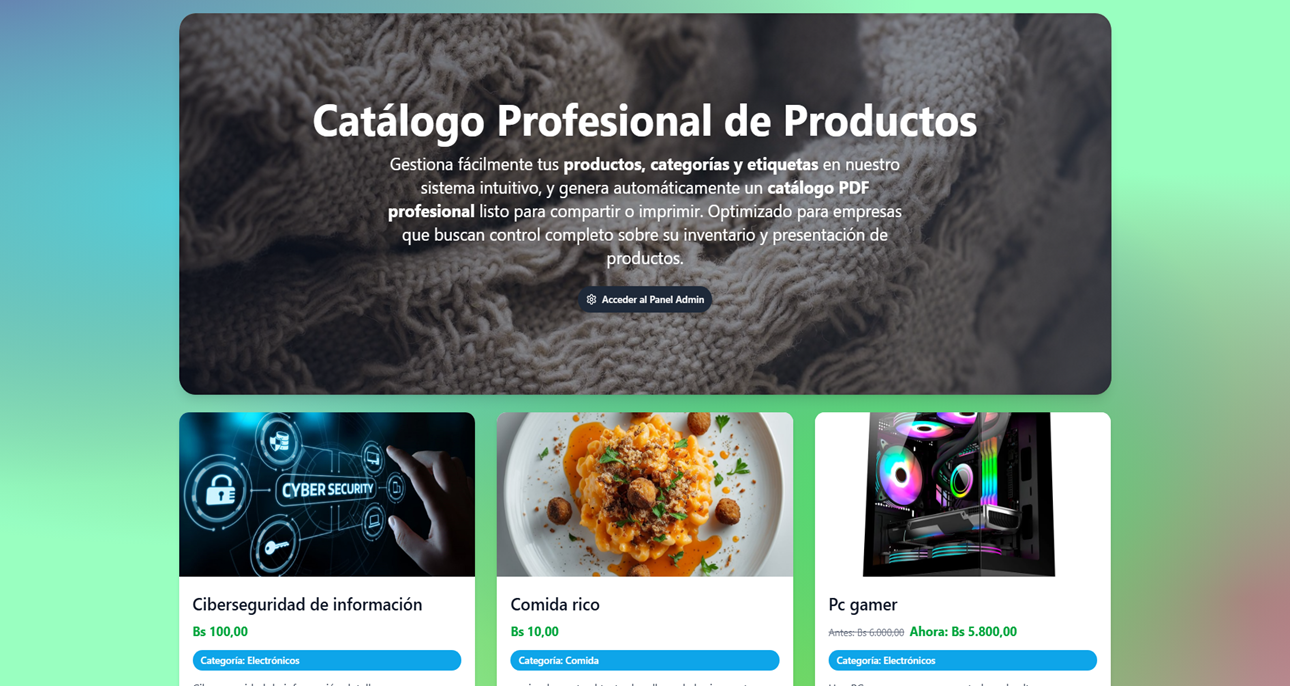 Catálogo Profesional de Productos
Gestiona fácilmente tus productos, categorías y etiquetas en nuestro
sistema intuitivo, y genera automáticamente un catálogo PDF
profesional listo para compartir o imprimir. Optimizado para empresas
que buscan control completo sobre su inventario y presentación de
productos.
Acceder al Panel Admin
CYBER SECURITY
Ciberseguridad de información
Bs 100,00
Categoría: Electrónicos
Comida rico
Bs 10,00
Categoría: Comida
Pc gamer
Antes: Bs 6.000,00 Ahora: Bs 5.800,00
Categoría: Electrónicos